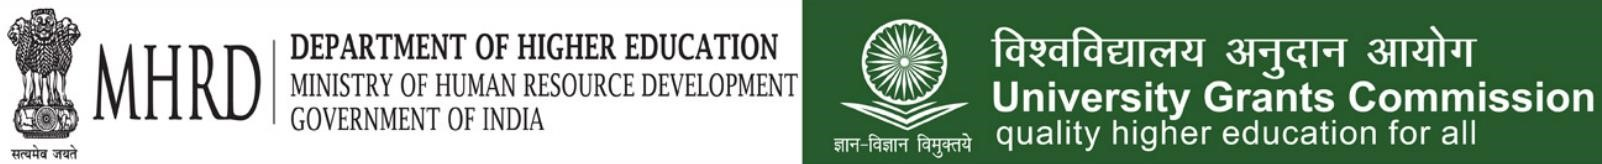 सत्यमेव जयते
MHRD
DEPARTMENT OF HIGHER EDUCATION
MINISTRY OF HUMAN RESOURCE DEVELOPMENT
GOVERNMENT OF INDIA
ज्ञान-विज्ञान विमुक्तये
विश्वविद्यालय अनुदान आयोग
University Grants Commission
quality higher education for all